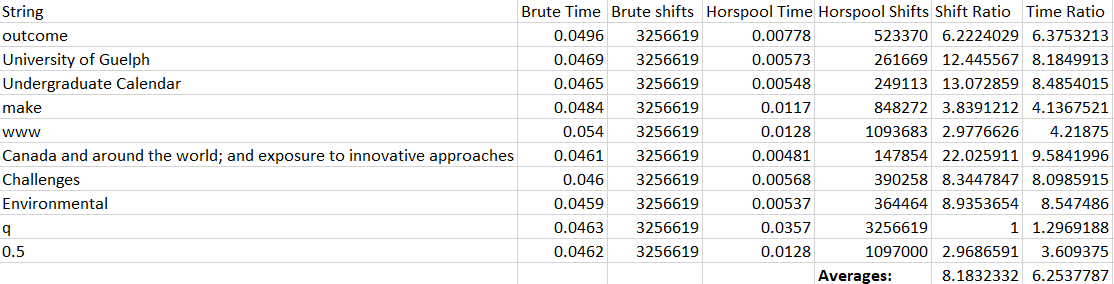 String Brute Time Brute shifts Horspool Time Horspool Shifts Shift Ratio Time Ratio
outcome 0.0496 3256619 0.00778 523370 6.2224029 6.3753213
University of Guelph 0.0469 3256619 0.00573 261669 12.445567 8.1849913
Undergraduate Calendar 0.0465 3256619 0.00548 249113 13.072859 8.4854015
make 0.0484 3256619 0.0117 848272 3.8391212 4.1367521
www 0.054 3256619 0.0128 1093683 2.9776626 4.21875
Canada and around the world; and exposure to innovative approaches 0.0461 3256619 0.00481 147854 22.025911 9.5841996
Challenges 0.046 3256619 0.00568 390258 8.3447847 8.0985915
Environmental 0.0459 3256619 0.00537 364464 8.9353654 8.547486
q 0.0463 3256619 0.0357 3256619 1 1.2969188
0.5 0.0462 3256619 0.0128 1097000 2.9686591 3.609375
Averages: 8.1832332 6.2537787